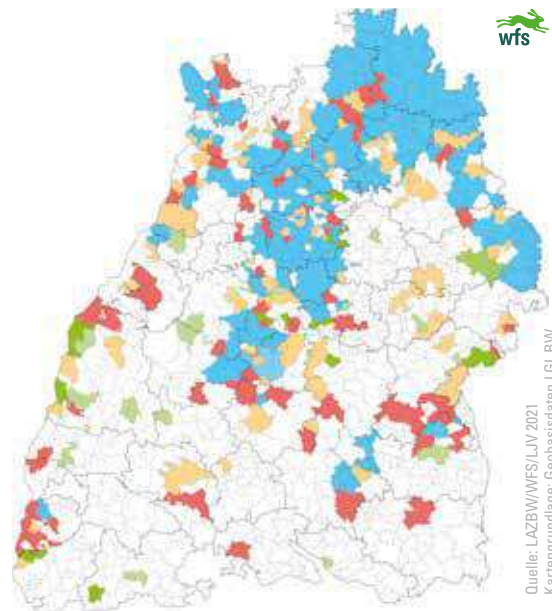 wfs
Quelle: LAZBW/WFS/LJV 2021
Kartengrundlage: Geobasisdaten LGL BW